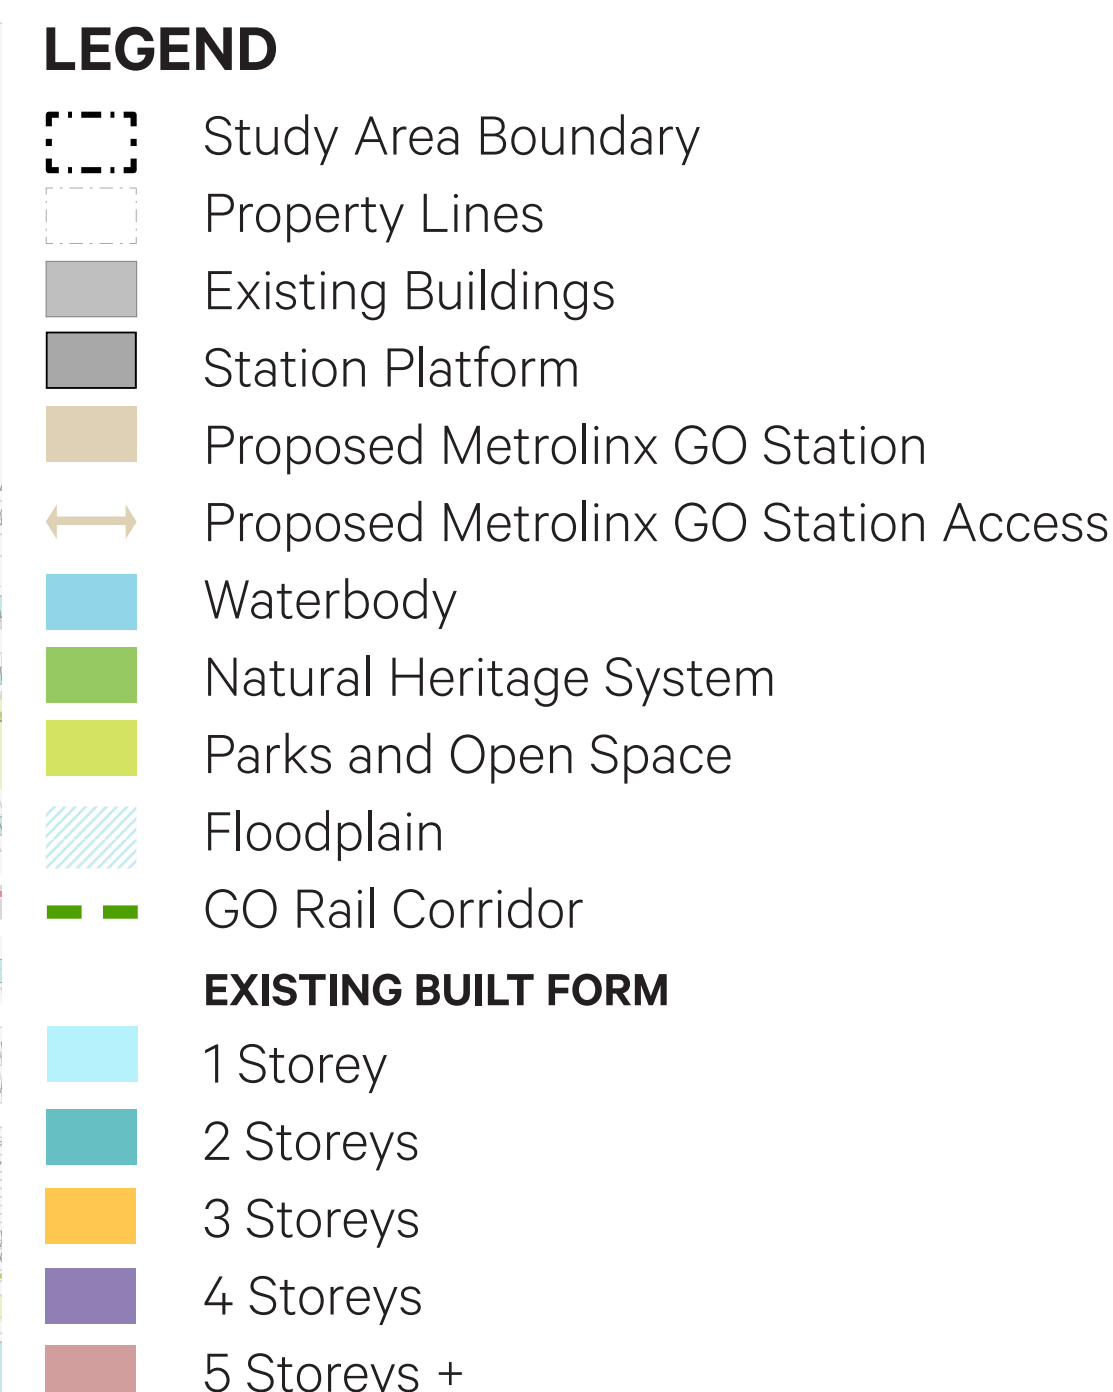 LEGEND
Study Area Boundary
Property Lines
Existing Buildings
Station Platform
Proposed Metrolinx GO Station
Proposed Metrolinx GO Station Access
Waterbody
Natural Heritage System
Parks and Open Space
Floodplain
GO Rail Corridor
EXISTING BUILT FORM
1 Storey
2 Storeys
3 Storeys
4 Storeys
5 Storeys +